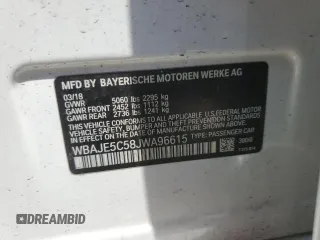 MFD BY BAYERISCHE MOTOREN WERKE AG
03/18
GVWR 5060 lbs 2295 kg
GAWR FRONT 2452 lbs 1112 kg
GAWR REAR 2736 lbs 1241 kg
THIS VEHICLE CONFORMS TO ALL APPLICABLE U.S. FEDERAL MOTOR
VEHICLE SAFETY, BUMPER, AND THEFT PREVENTION STANDARDS
IN EFFECT ON THE DATE OF MANUFACTURE SHOWN ABOVE.
WBAJE5C58JWA96615 TYPE: PASSENGER CAR
AUTOHELPERBOT.COM